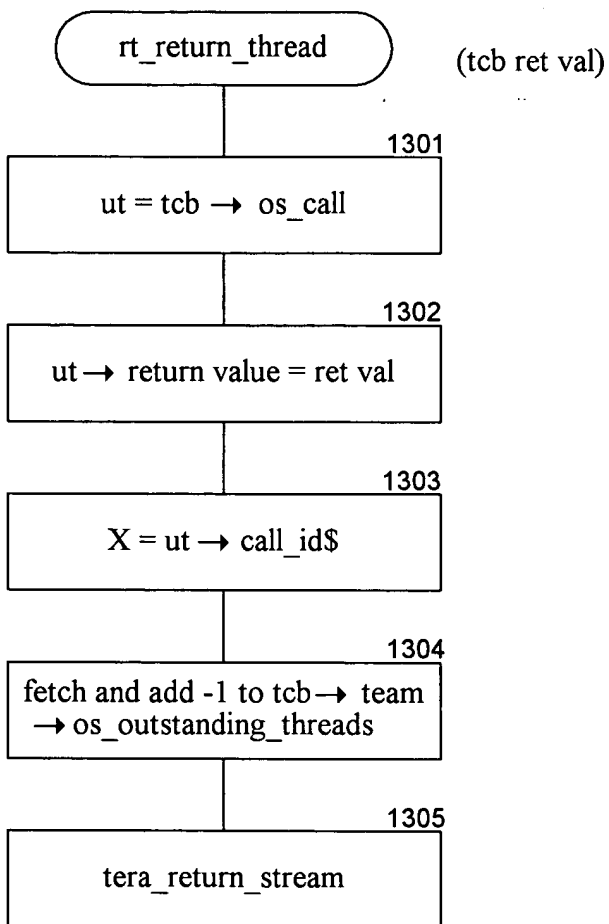 rt_return_thread
(tcb ret val)
1301
ut = tcb → os_call
1302
ut → return value = ret val
1303
X = ut → call_id$
1304
fetch and add -1 to tcb → team
→ os_outstanding_threads
1305
tera_return_stream